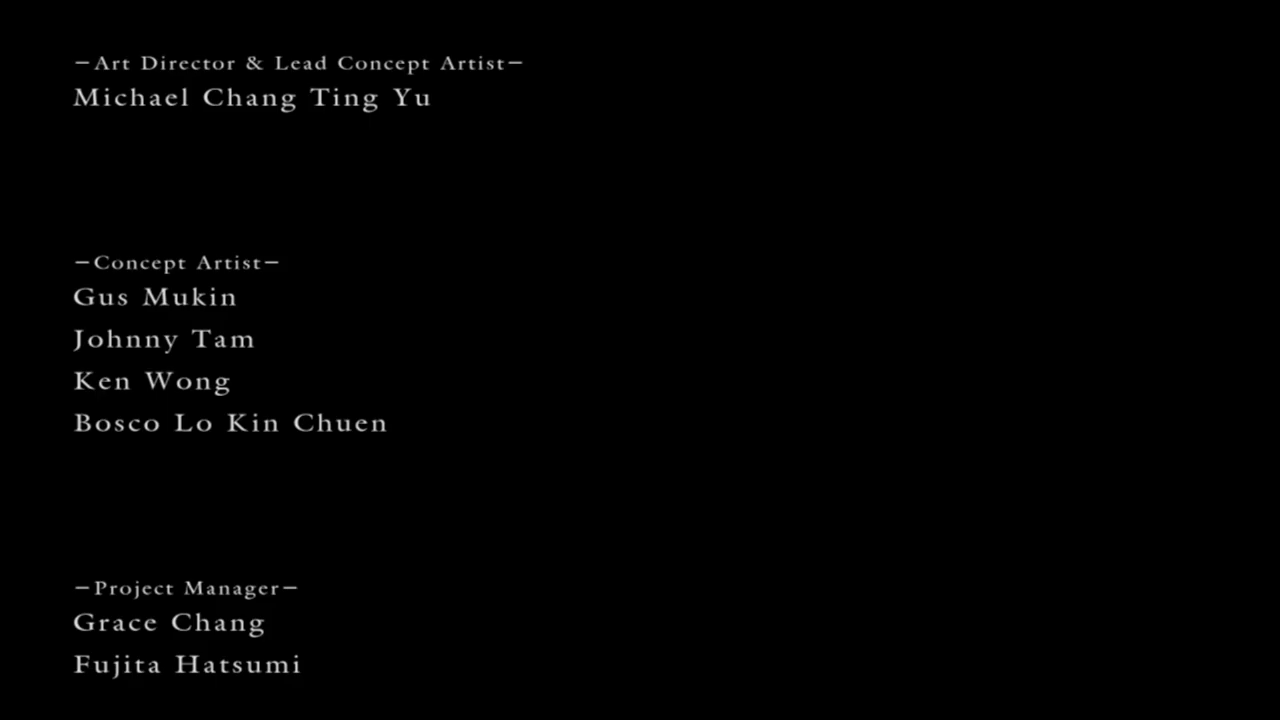 －Art Director & Lead Concept Artist－
Michael Chang Ting Yu
－Concept Artist－
Gus Mukin
Johnny Tam
Ken Wong
Bosco Lo Kin Chuen
－Project Manager－
Grace Chang
Fujita Hatsumi